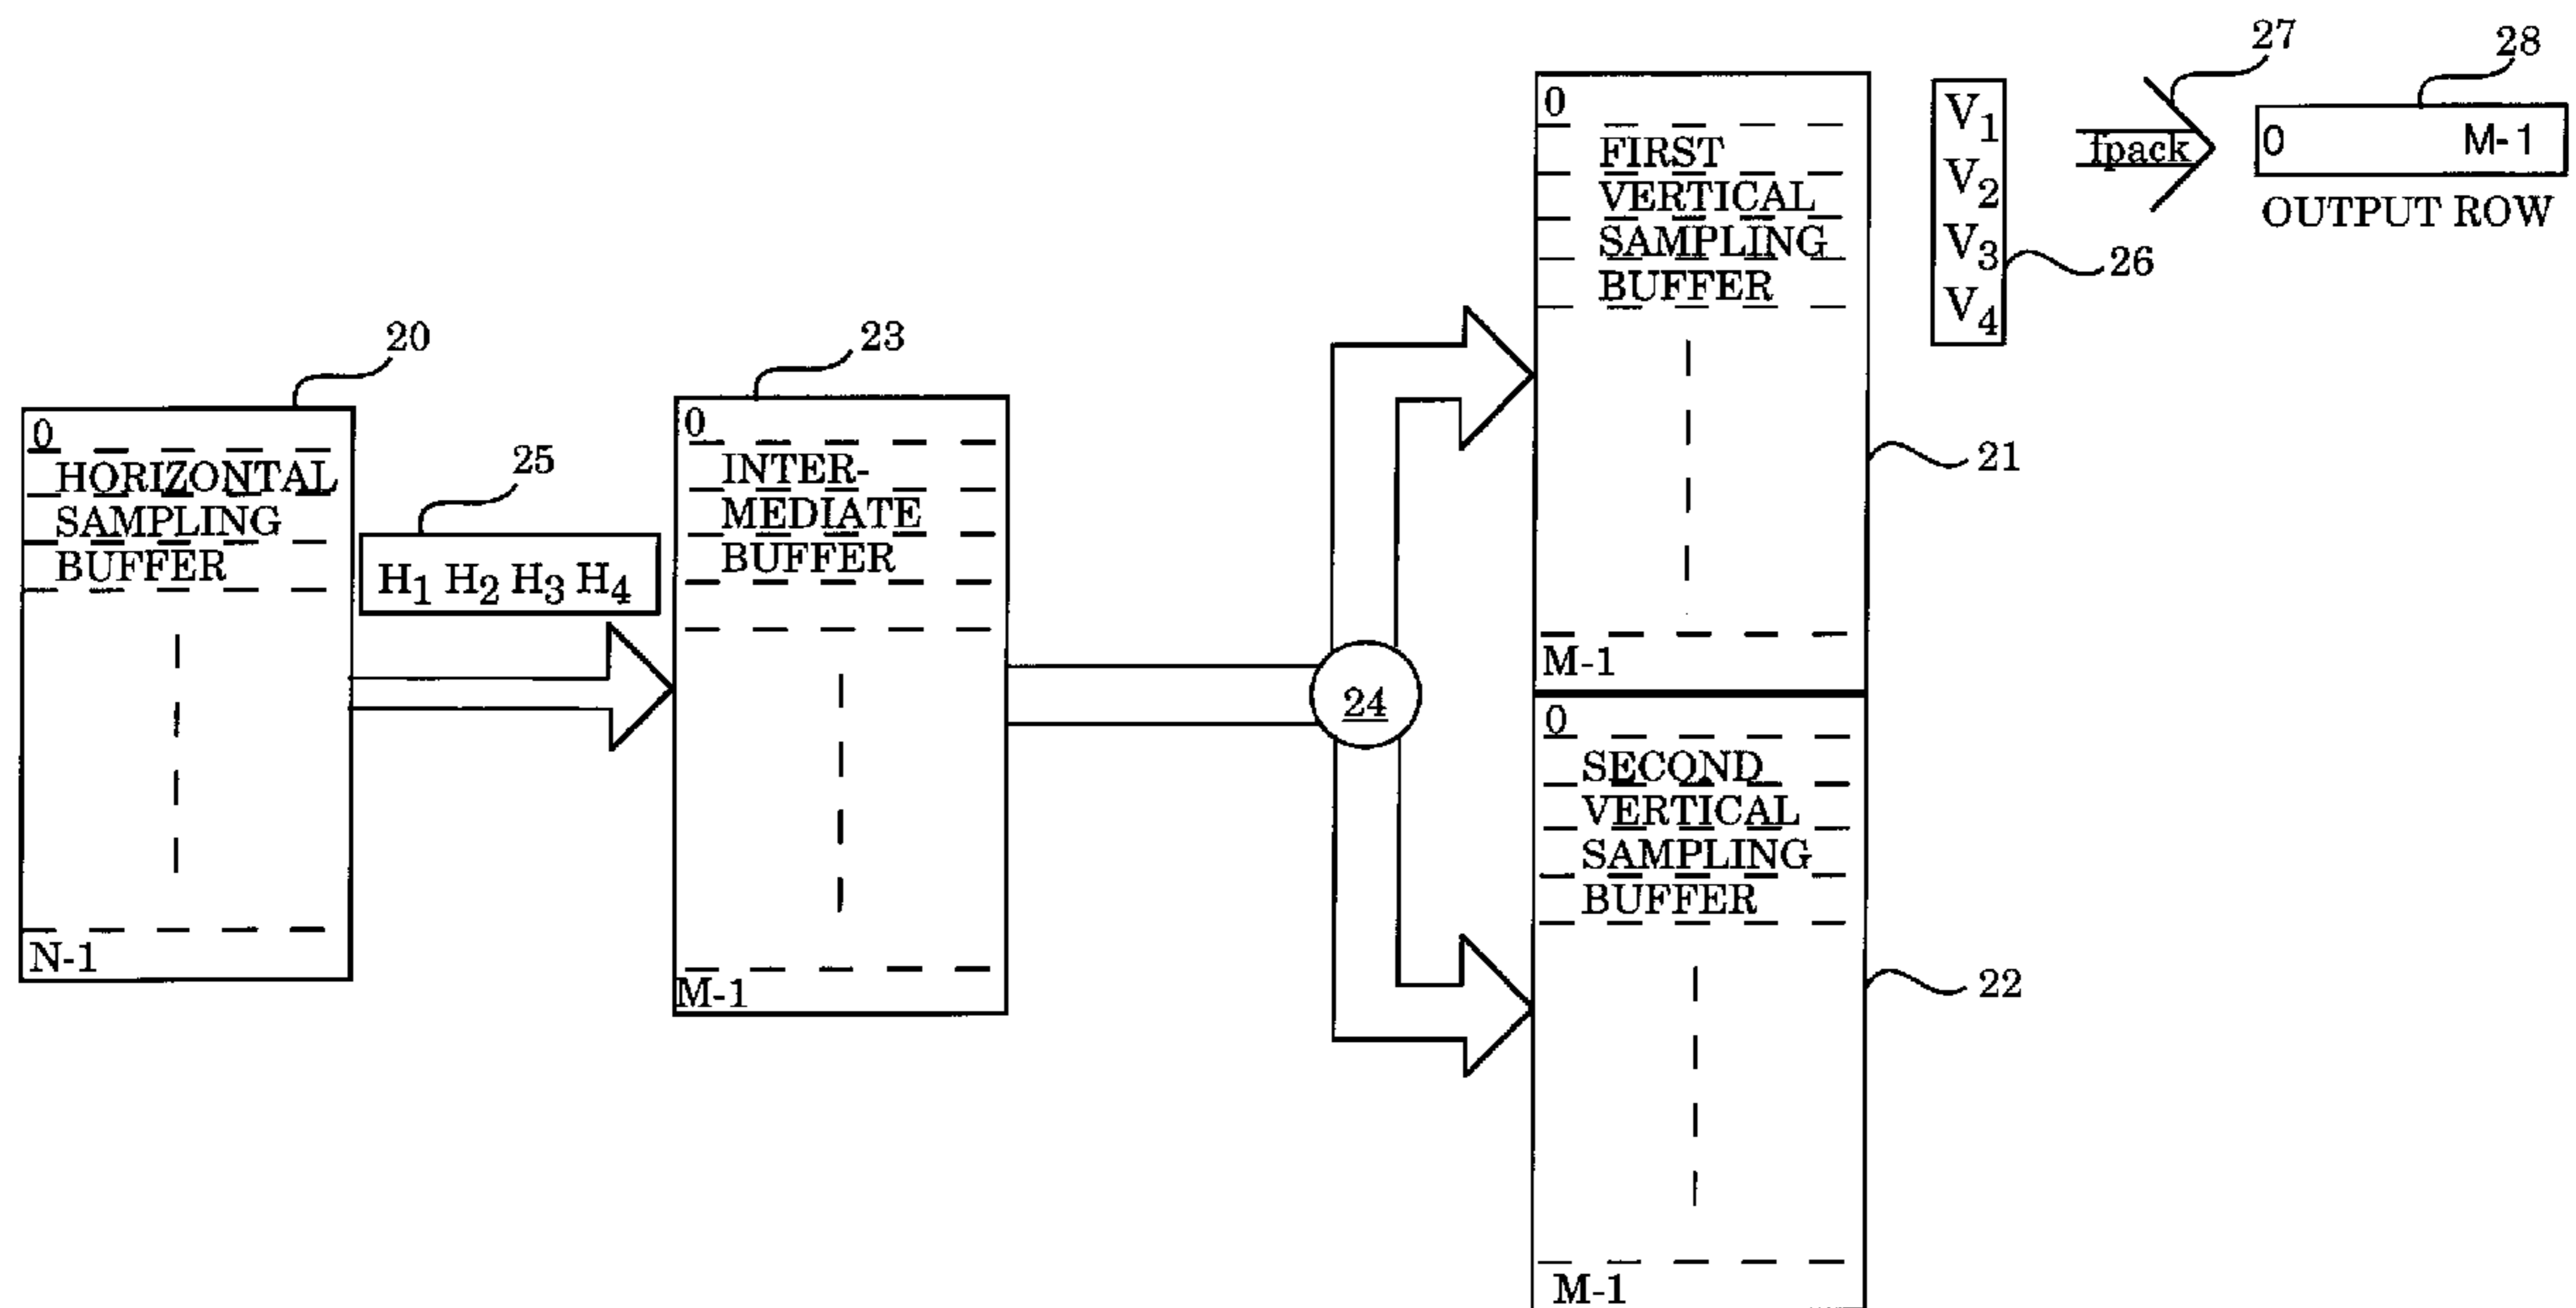 20
0
HORIZONTAL
SAMPLING
BUFFER
N-1
25
H1 H2 H3 H4
23
0
INTER-
MEDIATE
BUFFER
M-1
24
0
FIRST
VERTICAL
SAMPLING
BUFFER
M-1
21
0
SECOND
VERTICAL
SAMPLING
BUFFER
M-1
22
V1
V2
V3
V4
26
27
fpack
28
0 M-1
OUTPUT ROW